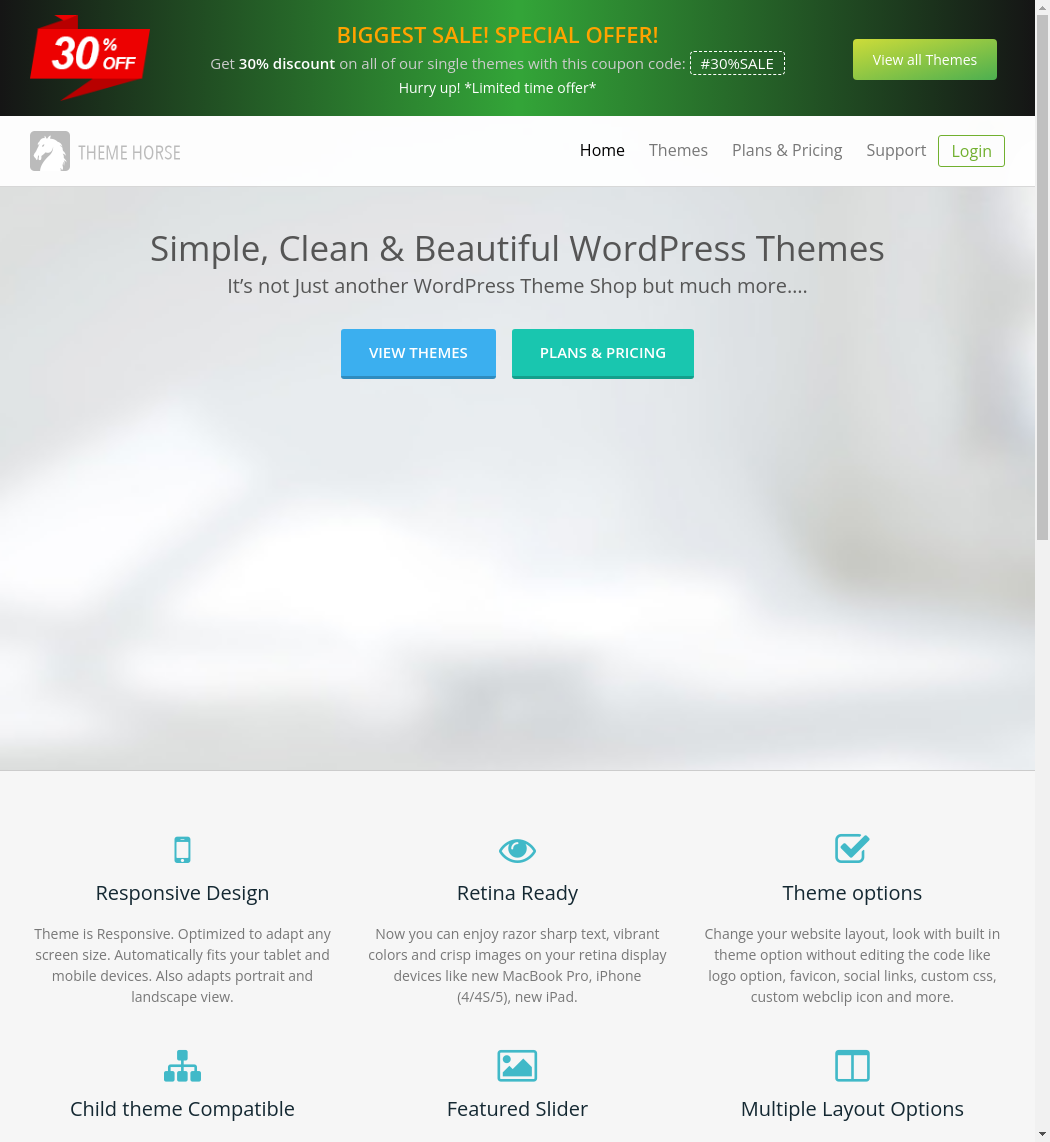 30% OFF
BIGGEST SALE! SPECIAL OFFER!
Get 30% discount on all of our single themes with this coupon code: #30%SALE
Hurry up! *Limited time offer*
View all Themes
THEME HORSE
Home Themes Plans & Pricing Support Login
Simple, Clean & Beautiful WordPress Themes
It’s not Just another WordPress Theme Shop but much more....
VIEW THEMES PLANS & PRICING
Responsive Design
Theme is Responsive. Optimized to adapt any
screen size. Automatically fits your tablet and
mobile devices. Also adapts portrait and
landscape view.
Retina Ready
Now you can enjoy razor sharp text, vibrant
colors and crisp images on your retina display
devices like new MacBook Pro, iPhone
(4/4S/5), new iPad.
Theme options
Change your website layout, look with built in
theme option without editing the code like
logo option, favicon, social links, custom css,
custom webclip icon and more.
Child theme Compatible
Featured Slider
Multiple Layout Options